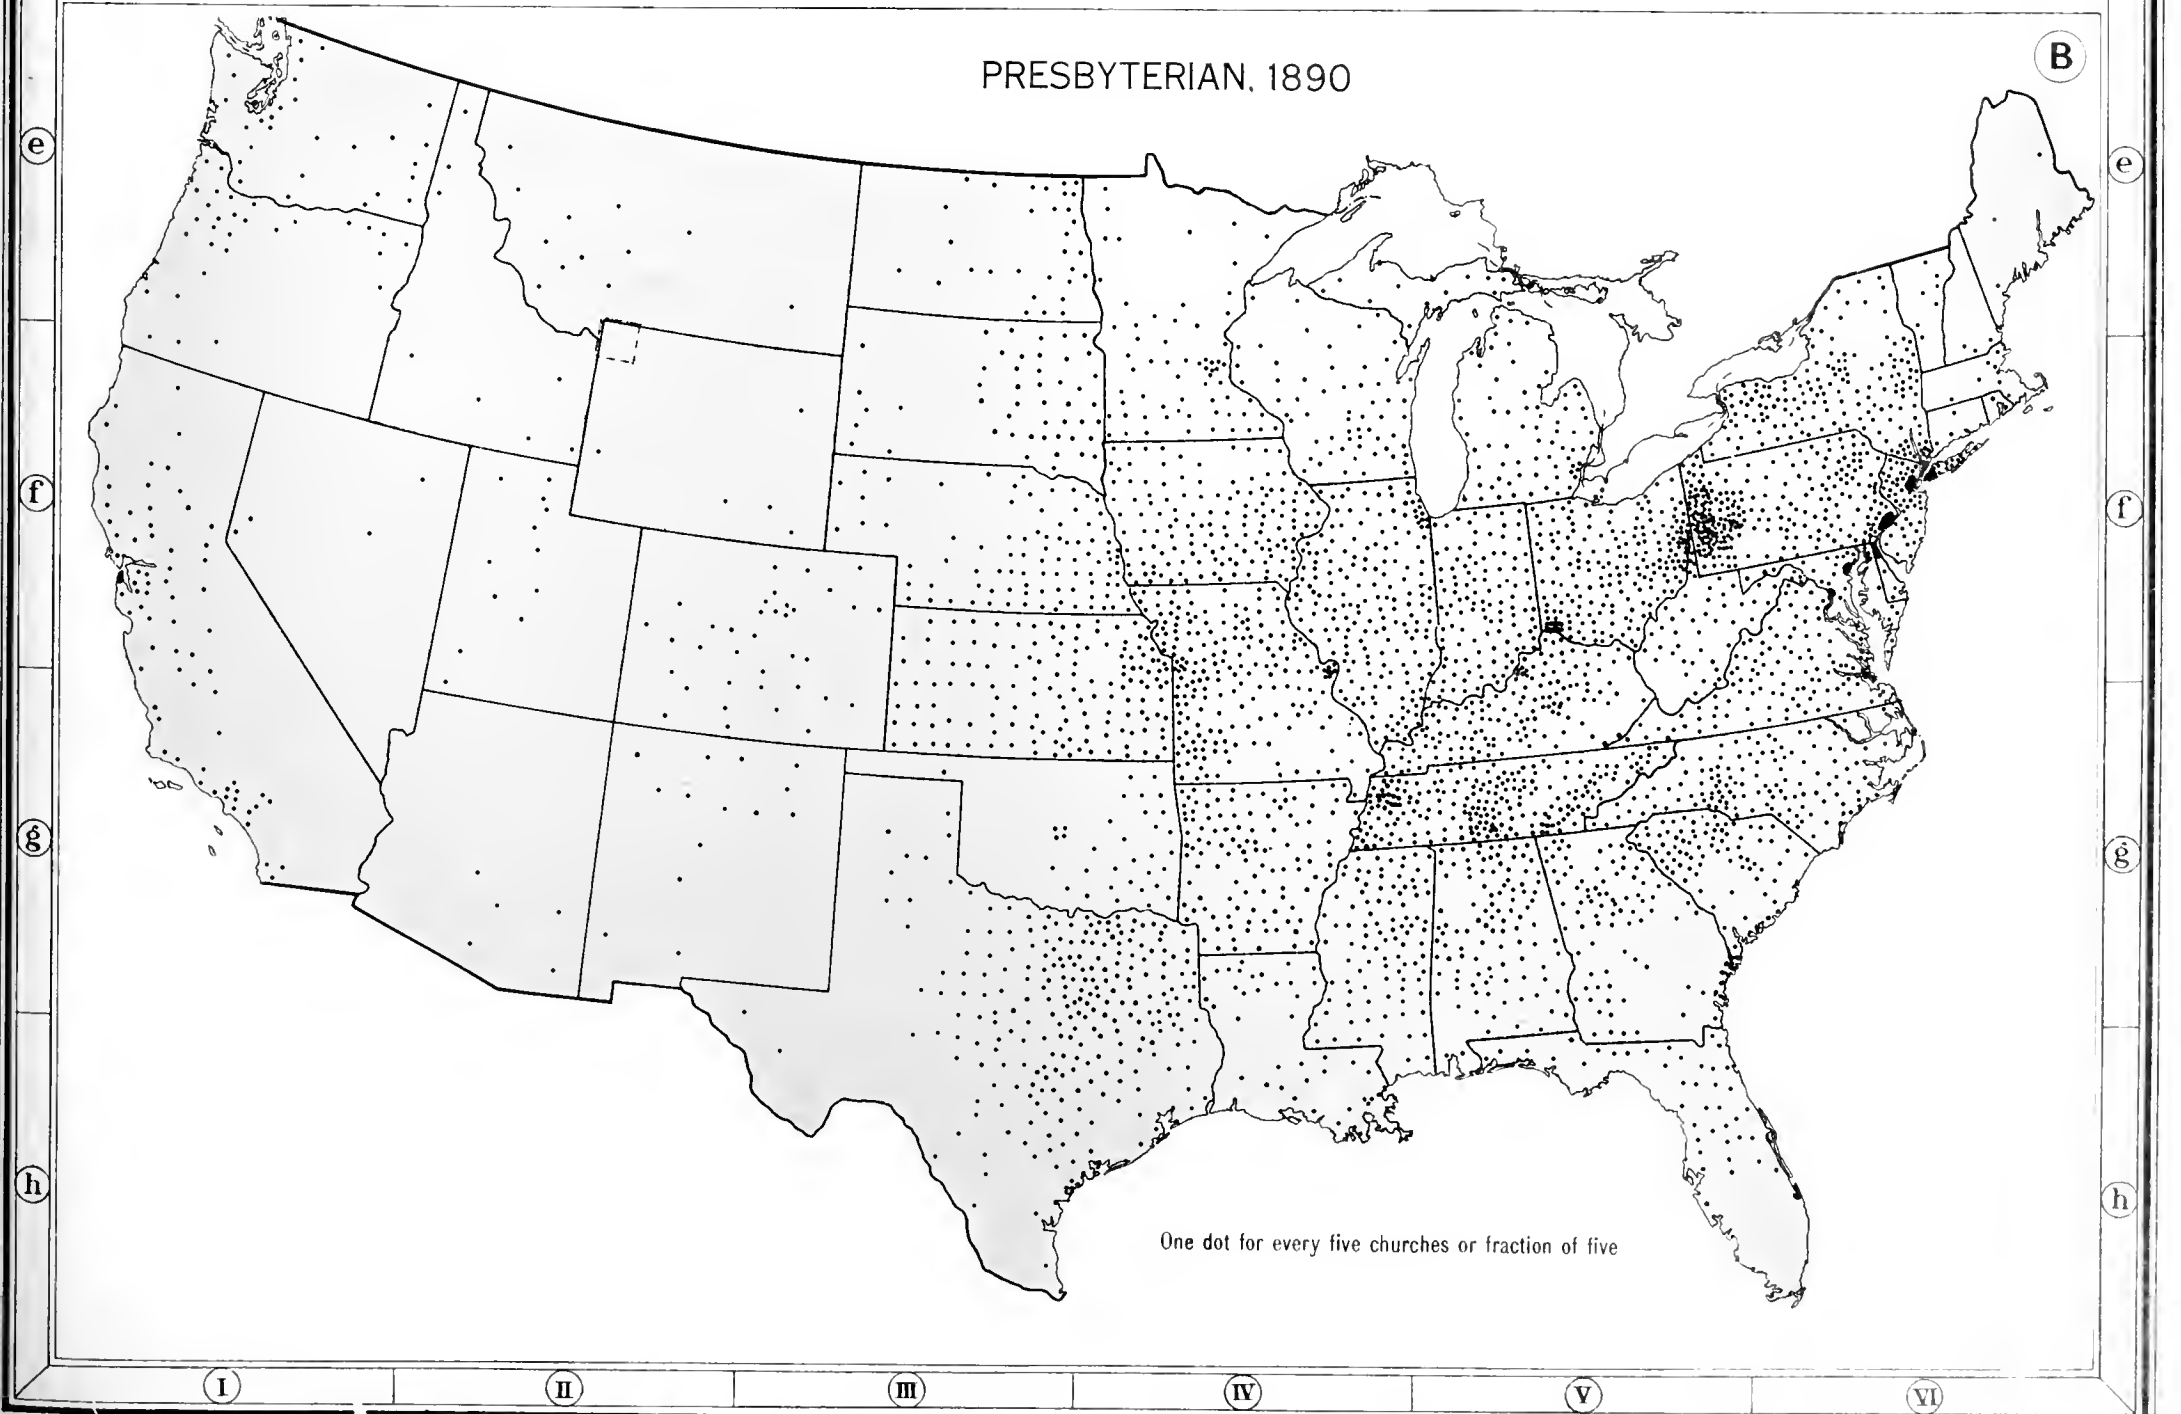 PRESBYTERIAN, 1890
B
e
e
f
f
g
g
h
h
One dot for every five churches or fraction of five
I
II
III
IV
V
VI